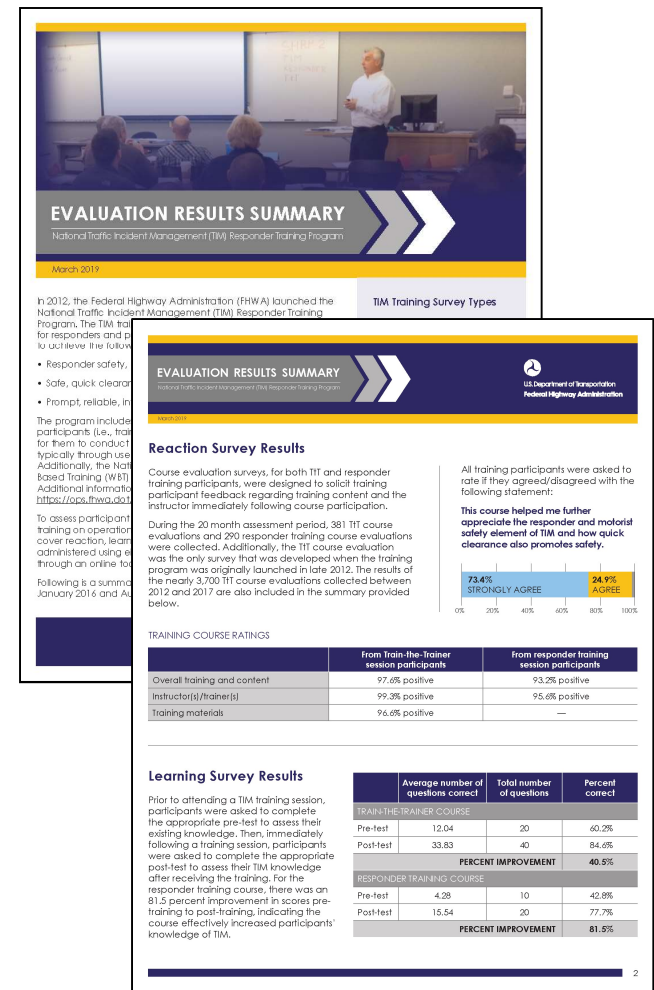 SHRP 2
TIM
EVALUATION RESULTS SUMMARY
National Traffic Incident Management (TIM) Responder Training Program
March 2019
In 2012, the Federal Highway Administration (FHWA) launched the
National Traffic Incident Management (TIM) Responder Training
Program. The TIM trai
for responders and p
to achieve the follow
• Responder safety,
• Safe, quick clearan
• Prompt, reliable, in
The program include
participants (i.e., train
for them to conduct
typically through use
Additionally, the Nati
Based Training (WBT)
Additional informatio
https://ops.fhwa.dot.
To assess participant
training on operation
cover reaction, learn
administered using el
through an online too
Following is a summa
January 2016 and Au
TIM Training Survey Types
EVALUATION RESULTS SUMMARY
National Traffic Incident Management (TIM) Responder Training Program
U.S. Department of Transportation
Federal Highway Administration
March 2019
Reaction Survey Results
Course evaluation surveys, for both TtT and responder
training participants, were designed to solicit training
participant feedback regarding training content and the
instructor immediately following course participation.
During the 20 month assessment period, 381 TtT course
evaluations and 290 responder training course evaluations
were collected. Additionally, the TtT course evaluation
was the only survey that was developed when the training
program was originally launched in late 2012. The results of
the nearly 3,700 TtT course evaluations collected between
2012 and 2017 are also included in the summary provided
below.
All training participants were asked to
rate if they agreed/disagreed with the
following statement:
This course helped me further
appreciate the responder and motorist
safety element of TIM and how quick
clearance also promotes safety.
73.4% 24.9%
STRONGLY AGREE AGREE
0% 20% 40% 60% 80% 100%
TRAINING COURSE RATINGS
From Train-the-Trainer From responder training
session participants session participants
Overall training and content 97.6% positive 93.2% positive
Instructor(s)/trainer(s) 99.3% positive 95.6% positive
Training materials 96.6% positive —
Learning Survey Results
Prior to attending a TIM training session,
participants were asked to complete
the appropriate pre-test to assess their
existing knowledge. Then, immediately
following a training session, participants
were asked to complete the appropriate
post-test to assess their TIM knowledge
after receiving the training. For the
responder training course, there was an
81.5 percent improvement in scores pre-
training to post-training, indicating the
course effectively increased participants'
knowledge of TIM.
Average number of Total number Percent
questions correct of questions correct
TRAIN-THE-TRAINER COURSE
Pre-test 12.04 20 60.2%
Post-test 33.83 40 84.6%
PERCENT IMPROVEMENT 40.5%
RESPONDER TRAINING COURSE
Pre-test 4.28 10 42.8%
Post-test 15.54 20 77.7%
PERCENT IMPROVEMENT 81.5%
2